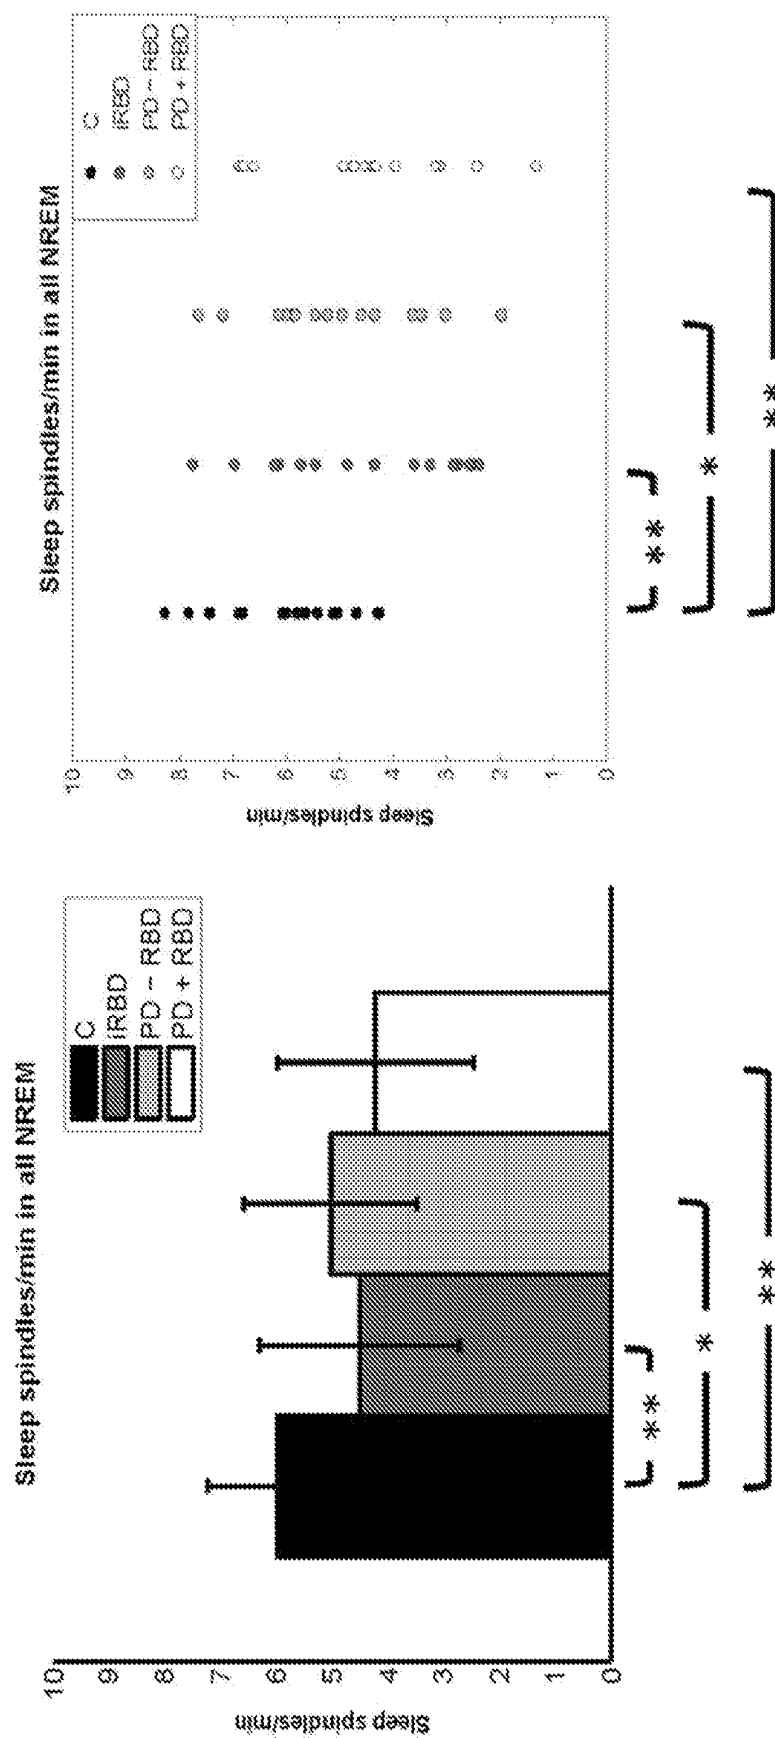 Sleep spindles/min in all NREM
Sleep spindles/min
10
9
8
7
6
5
4
3
2
1
0
C
iRBD
PD - RBD
PD + RBD
**
*
**
Sleep spindles/min in all NREM
Sleep spindles/min
10
9
8
7
6
5
4
3
2
1
0
C
iRBD
PD - RBD
PD + RBD
**
*
**